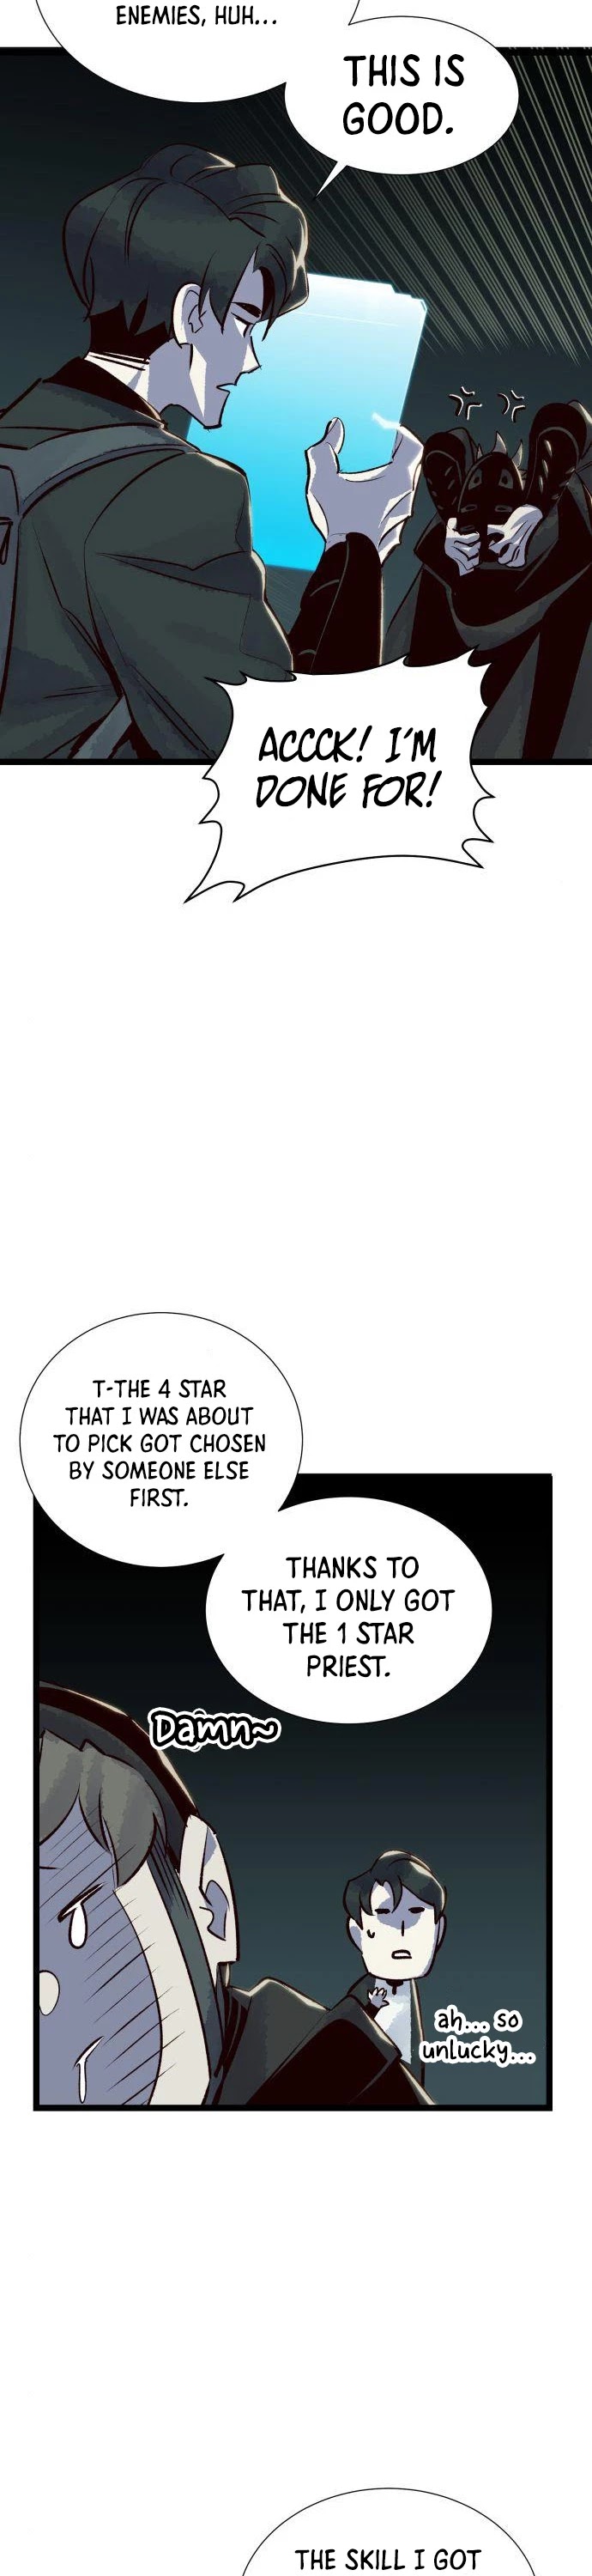 ENEMIES, HUH...
THIS IS
GOOD.
ACCCK! I'M
DONE FOR!
T-THE 4 STAR
THAT I WAS ABOUT
TO PICK GOT CHOSEN
BY SOMEONE ELSE
FIRST.
THANKS TO
THAT, I ONLY GOT
THE 1 STAR
PRIEST.
Damn~
ah... so
unlucky...
THE SKILL I GOT